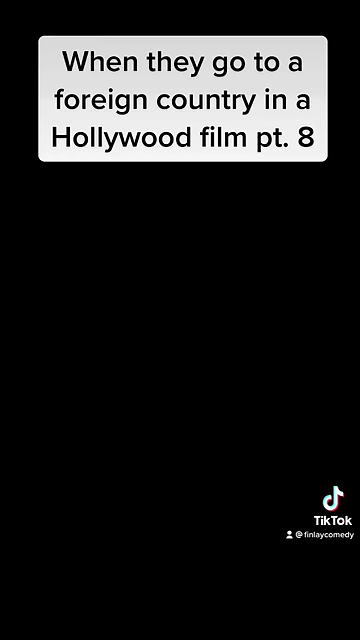 When they go to a
foreign country in a
Hollywood film pt. 8
TikTok
@finlaycomedy